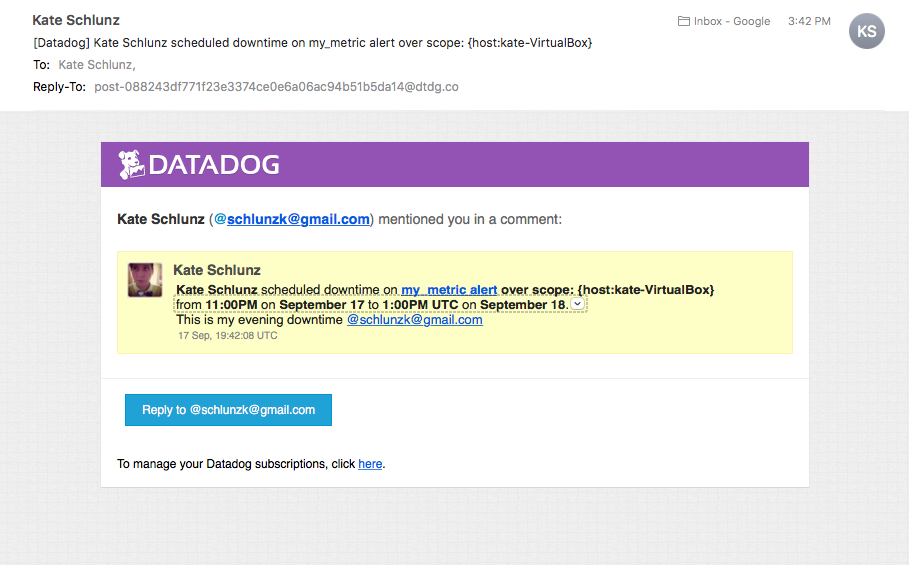 Kate Schlunz
Inbox - Google 3:42 PM
KS
[Datadog] Kate Schlunz scheduled downtime on my_metric alert over scope: {host:kate-VirtualBox}
To: Kate Schlunz,
Reply-To: post-088243df771f23e3374ce0e6a06ac94b51b5da14@dtdg.co
DATADOG
Kate Schlunz (@schlunzk@gmail.com) mentioned you in a comment:
Kate Schlunz
Kate Schlunz scheduled downtime on my_metric alert over scope: {host:kate-VirtualBox}
from 11:00PM on September 17 to 1:00PM UTC on September 18.
This is my evening downtime @schlunzk@gmail.com
17 Sep, 19:42:08 UTC
Reply to @schlunzk@gmail.com
To manage your Datadog subscriptions, click here.